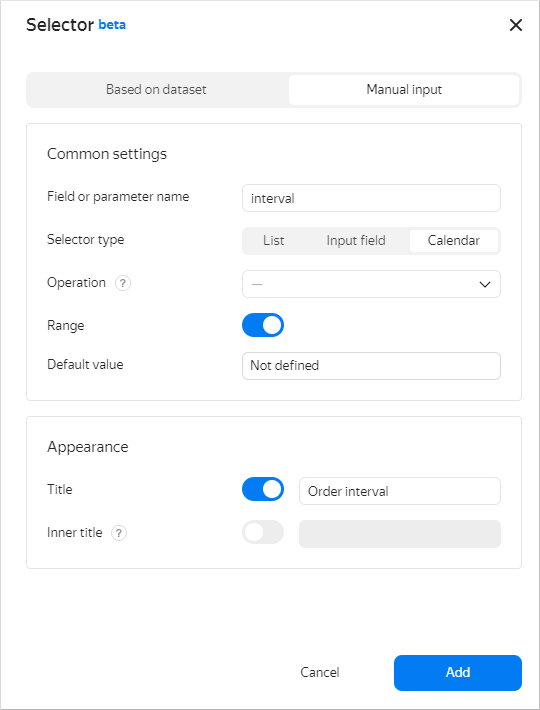 Selector beta
Based on dataset Manual input
Common settings
Field or parameter name interval
Selector type List Input field Calendar
Operation ? —
Range
Default value Not defined
Appearance
Title Order interval
Inner title ?
Cancel Add